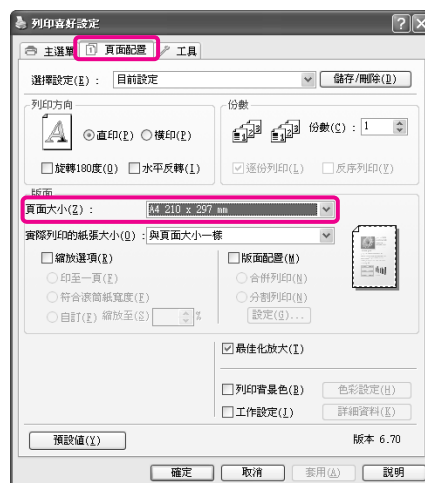 列印喜好設定
主選單 頁面配置 工具
選擇設定(E)： 目前設定 儲存/刪除(D)
列印方向 份數
A 直印(P) 橫印(P) 份數(C)：1
旋轉180度(O) 水平反轉(I) 逐份列印(L) 反序列印(V)
版面
頁面大小(Z)： A4 210 x 297 mm
實際列印的紙張大小(O)：與頁面大小一樣
縮放選項(R) 版面配置(M)
印至一頁(F) 合併列印(N)
符合滾筒紙寬度(F) 分割列印(N)
自訂(F) 縮放至(S) % 設定(G)...
最佳化放大(I)
列印背景色(B) 色彩設定(H)
工作設定(J) 詳細資料(K)
預設值(Y) 版本 6.70
確定 取消 套用(A) 說明